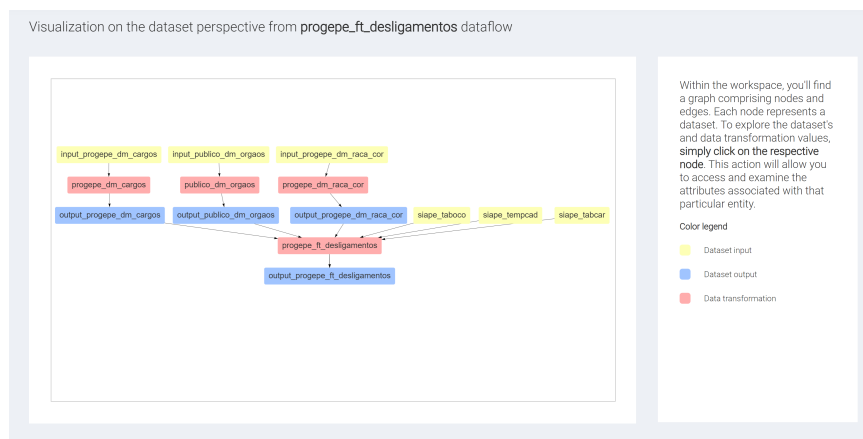 Visualization on the dataset perspective from progepe_ft_desligamentos dataflow
input_progepe_dm_cargos
input_publico_dm_orgaos
input_progepe_dm_raca_cor
progepe_dm_cargos
publico_dm_orgaos
progepe_dm_raca_cor
output_progepe_dm_cargos
output_publico_dm_orgaos
output_progepe_dm_raca_cor
siape_taboco
siape_tempcad
siape_tabcar
progepe_ft_desligamentos
output_progepe_ft_desligamentos
Within the workspace, you'll find
a graph comprising nodes and
edges. Each node represents a
dataset. To explore the dataset's
and data transformation values,
simply click on the respective
node. This action will allow you
to access and examine the
attributes associated with that
particular entity.
Color legend
Dataset input
Dataset output
Data transformation